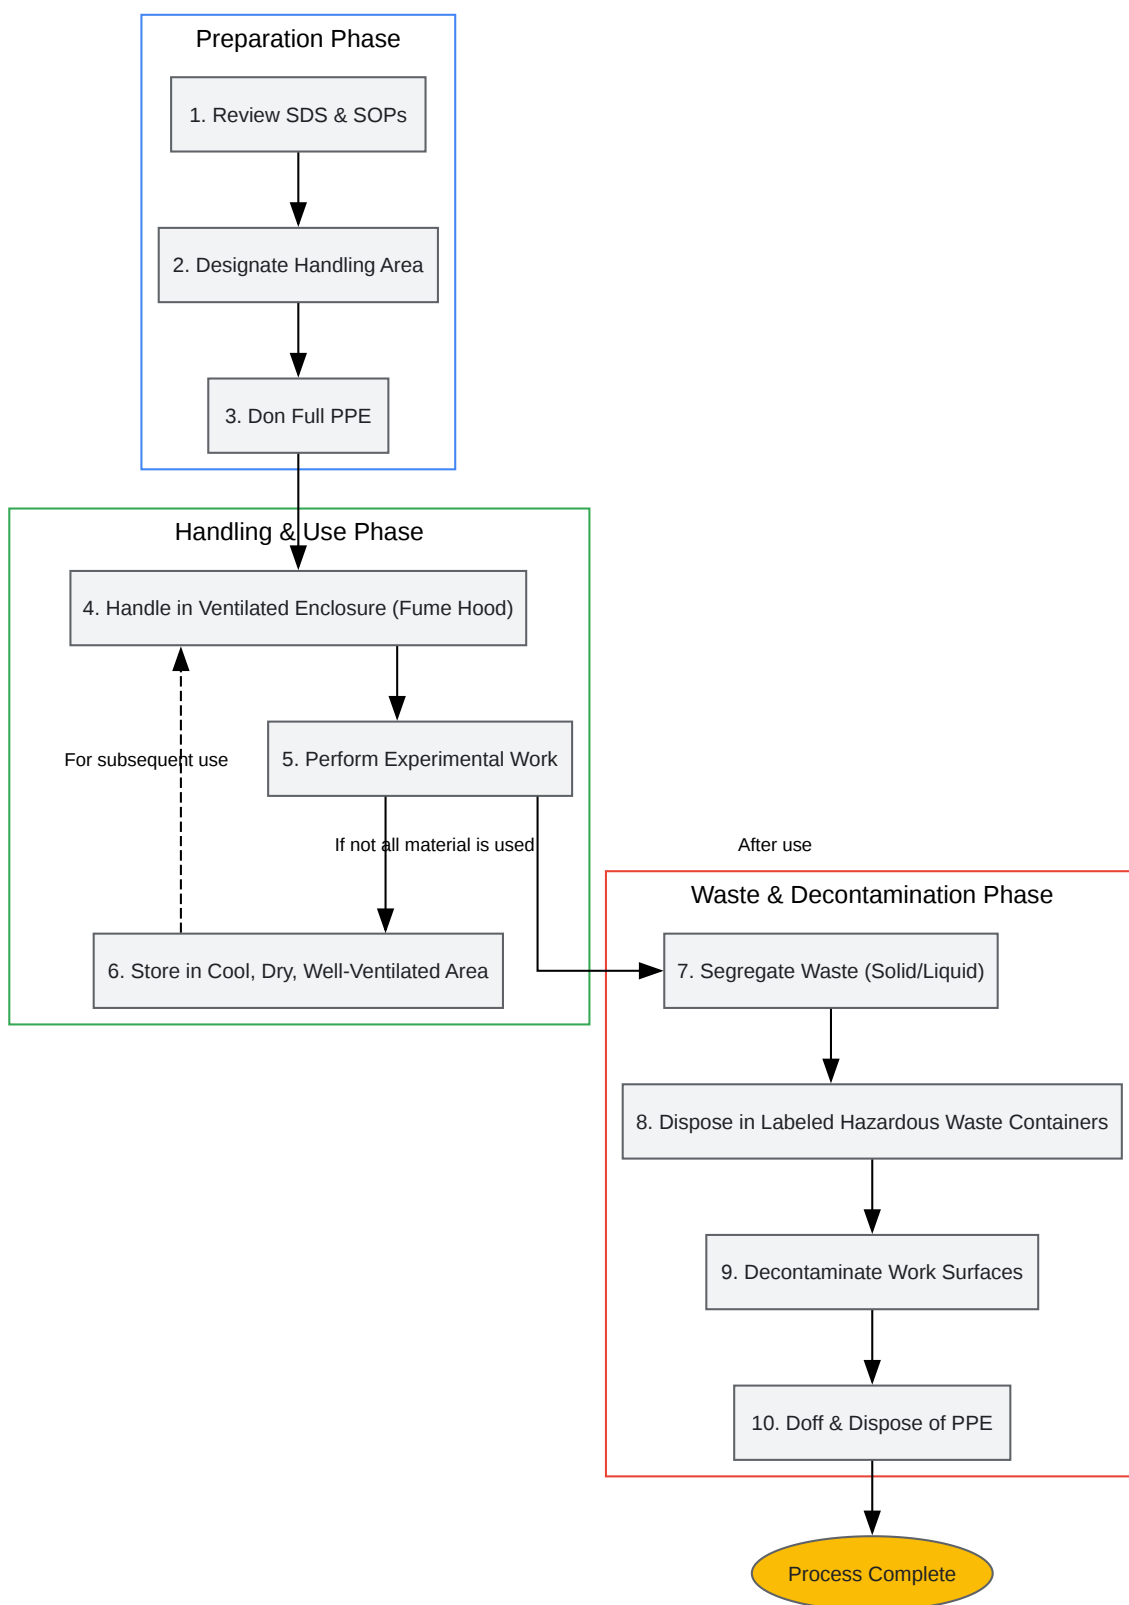 Preparation Phase
1. Review SDS & SOPs
2. Designate Handling Area
3. Don Full PPE
Handling & Use Phase
4. Handle in Ventilated Enclosure (Fume Hood)
5. Perform Experimental Work
For subsequent use
If not all material is used
After use
6. Store in Cool, Dry, Well-Ventilated Area
Waste & Decontamination Phase
7. Segregate Waste (Solid/Liquid)
8. Dispose in Labeled Hazardous Waste Containers
9. Decontaminate Work Surfaces
10. Doff & Dispose of PPE
Process Complete